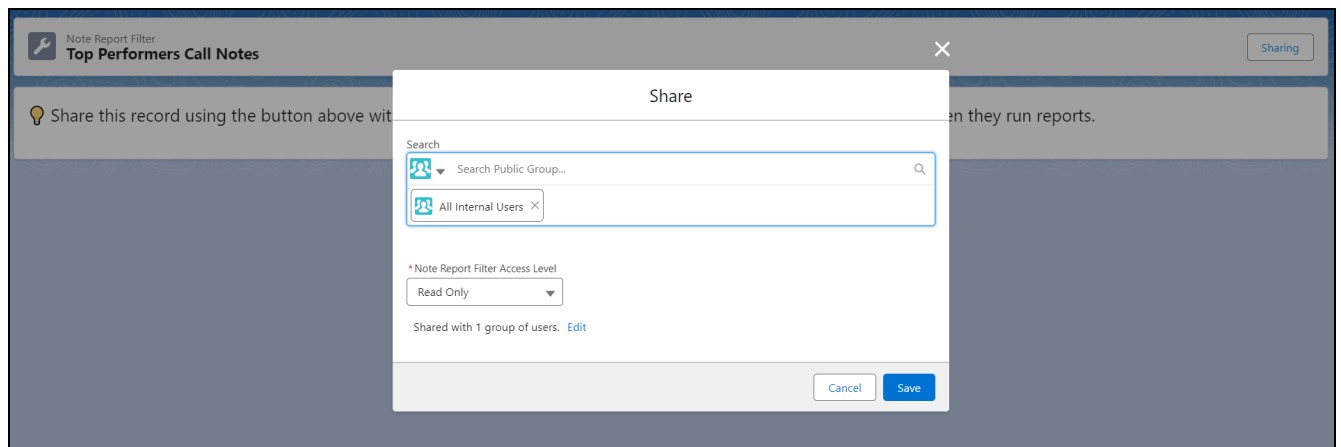 Note Report Filter
Top Performers Call Notes
Sharing
Share this record using the button above wit
en they run reports.
Share
Search
Search Public Group...
All Internal Users
*Note Report Filter Access Level
Read Only
Shared with 1 group of users. Edit
Cancel
Save